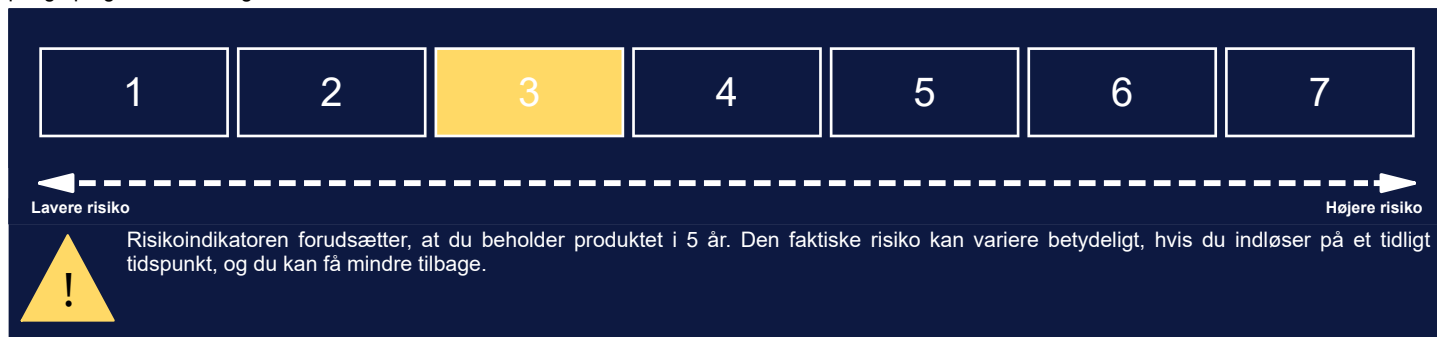 1 2 3 4 5 6 7
Lavere risiko Højere risiko
Risikoindikatoren forudsætter, at du beholder produktet i 5 år. Den faktiske risiko kan variere betydeligt, hvis du indløser på et tidligt
tidspunkt, og du kan få mindre tilbage.
!